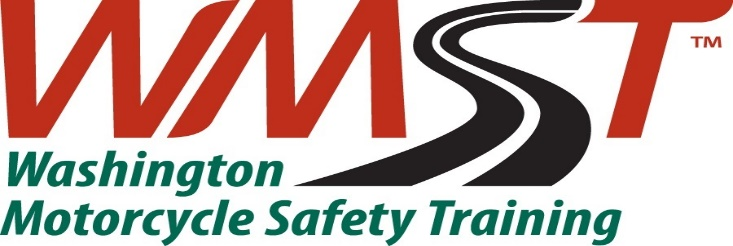 WMST™
Washington
Motorcycle Safety Training